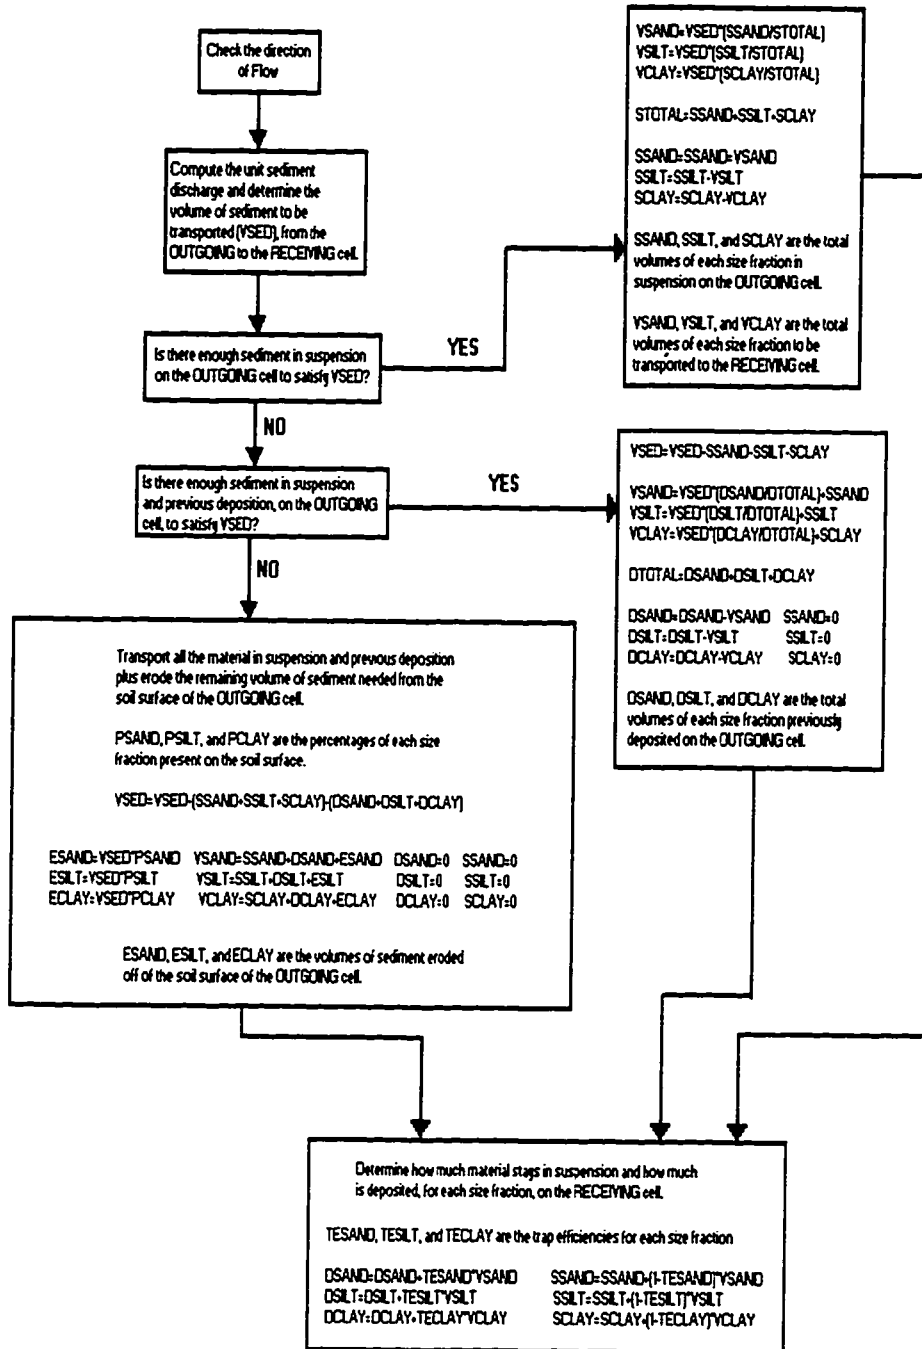 Check the direction
of Flow
Compute the unit sediment
discharge and determine the
volume of sediment to be
transported (VSED), from the
OUTGOING to the RECEIVING cell.
Is there enough sediment in suspension
on the OUTGOING cell to satisfy VSED?
YES
NO
VSAND=VSED*(SSAND/STOTAL)
VSILT=VSED*(SSILT/STOTAL)
VCLAY=VSED*(SCLAY/STOTAL)
STOTAL=SSAND+SSILT+SCLAY
SSAND=SSAND=VSAND
SSILT=SSILT-VSILT
SCLAY=SCLAY-VCLAY
SSAND, SSILT, and SCLAY are the total
volumes of each size fraction in
suspension on the OUTGOING cell.
VSAND, VSILT, and VCLAY are the total
volumes of each size fraction to be
transported to the RECEIVING cell.
Is there enough sediment in suspension
and previous deposition, on the OUTGOING
cell, to satisfy VSED?
YES
NO
VSED=VSED-SSAND-SSILT-SCLAY
VSAND=VSED*(DSAND/DTOTAL)+SSAND
VSILT=VSED*(DSILT/DTOTAL)+SSILT
VCLAY=VSED*(DCLAY/DTOTAL)+SCLAY
DTOTAL=DSAND+DSILT+DCLAY
DSAND=DSAND-VSAND SSAND=0
DSILT=DSILT-VSILT SSILT=0
DCLAY=DCLAY-VCLAY SCLAY=0
DSAND, DSILT, and DCLAY are the total
volumes of each size fraction previously
deposited on the OUTGOING cell.
Transport all the material in suspension and previous deposition
plus erode the remaining volume of sediment needed from the
soil surface of the OUTGOING cell.
PSAND, PSILT, and PCLAY are the percentages of each size
fraction present on the soil surface.
VSED=VSED-(SSAND+SSILT+SCLAY)-(DSAND+DSILT+DCLAY)
ESAND=VSED*PSAND VSAND=SSAND+DSAND+ESAND DSAND=0 SSAND=0
ESILT=VSED*PSILT VSILT=SSILT+DSILT+ESILT DSILT=0 SSILT=0
ECLAY=VSED*PCLAY VCLAY=SCLAY+DCLAY+ECLAY DCLAY=0 SCLAY=0
ESAND, ESILT, and ECLAY are the volumes of sediment eroded
off of the soil surface of the OUTGOING cell.
Determine how much material stays in suspension and how much
is deposited, for each size fraction, on the RECEIVING cell.
TESAND, TESILT, and TECLAY are the trap efficiencies for each size fraction
DSAND=DSAND+TESAND*VSAND SSAND=SSAND+(1-TESAND)*VSAND
DSILT=DSILT+TESILT*VSILT SSILT=SSILT+(1-TESILT)*VSILT
DCLAY=DCLAY+TECLAY*VCLAY SCLAY=SCLAY+(1-TECLAY)*VCLAY